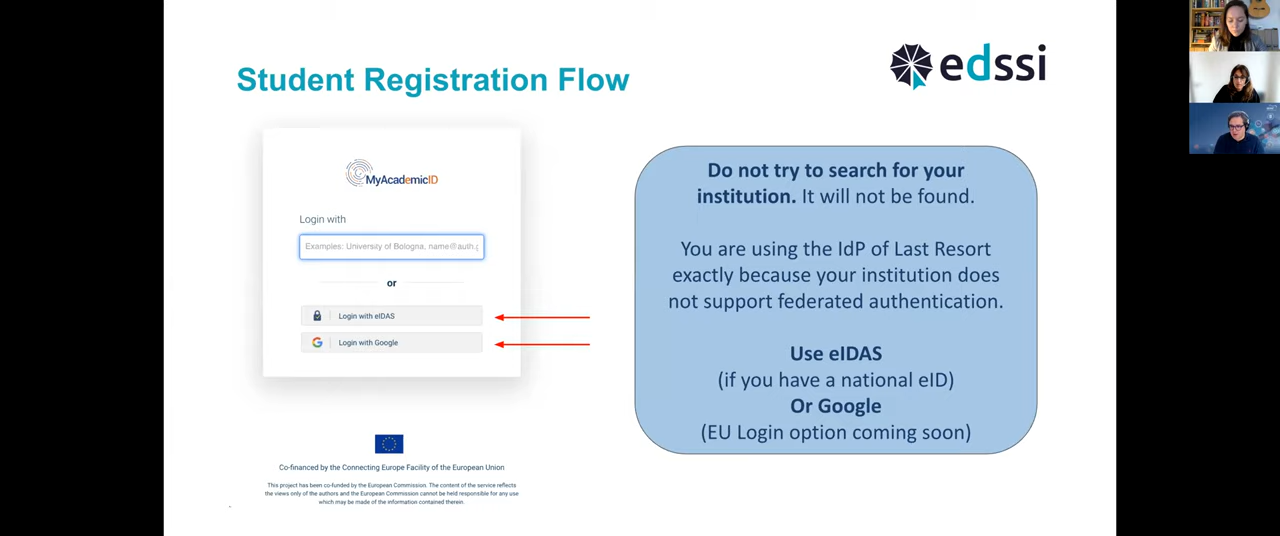 Student Registration Flow
edssi
MyAcademicID
Login with
Examples: University of Bologna, name@auth.g
or
Login with eIDAS
Login with Google
Co-financed by the Connecting Europe Facility of the European Union
This project has been co-funded by the European Commission. The content of the service reflects
the views only of the authors and the European Commission cannot be held responsible for any use
which may be made of the information contained therein.
Do not try to search for your
institution. It will not be found.
You are using the IdP of Last Resort
exactly because your institution does
not support federated authentication.
Use eIDAS
(if you have a national eID)
Or Google
(EU Login option coming soon)